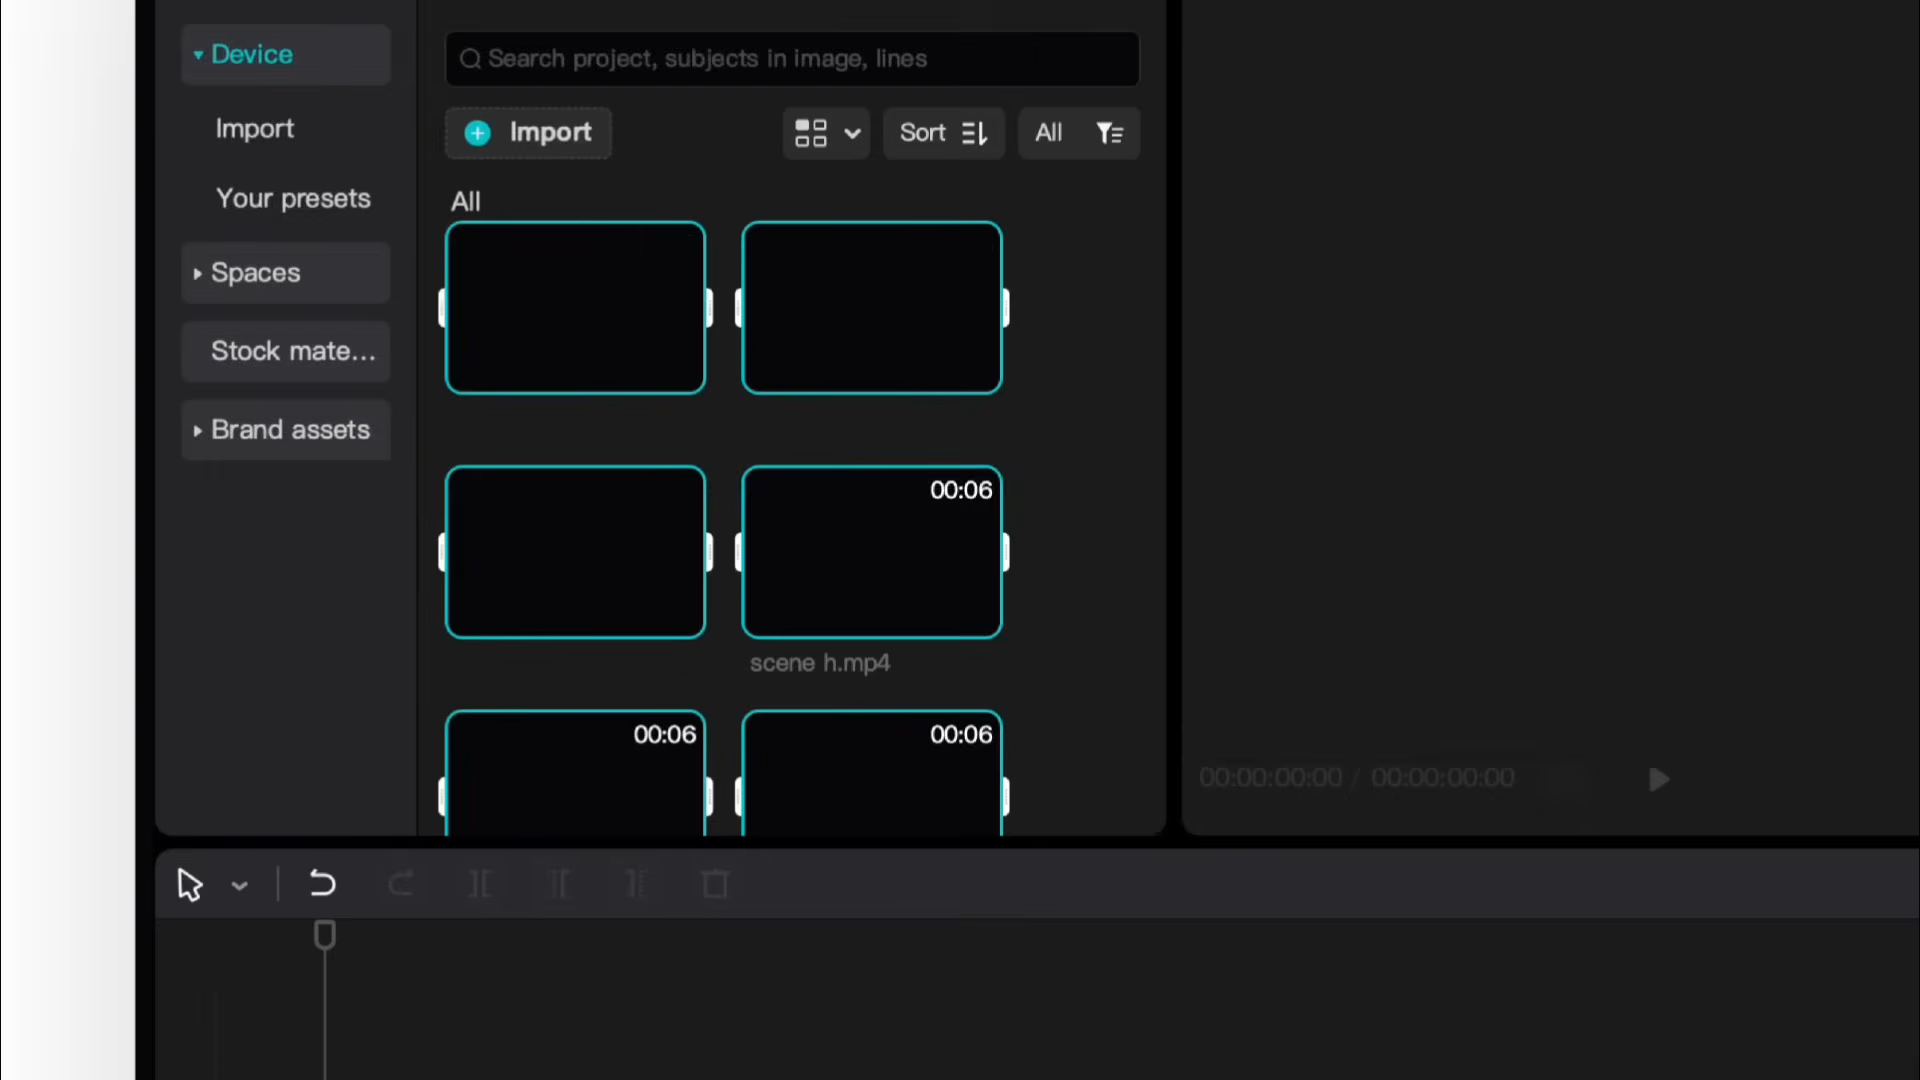 Device
Import
Your presets
Spaces
Stock mate...
Brand assets
Search project, subjects in image, lines
Import
Sort
All
All
00:06
scene h.mp4
00:06
00:06
00:00:00:00 / 00:00:00:00